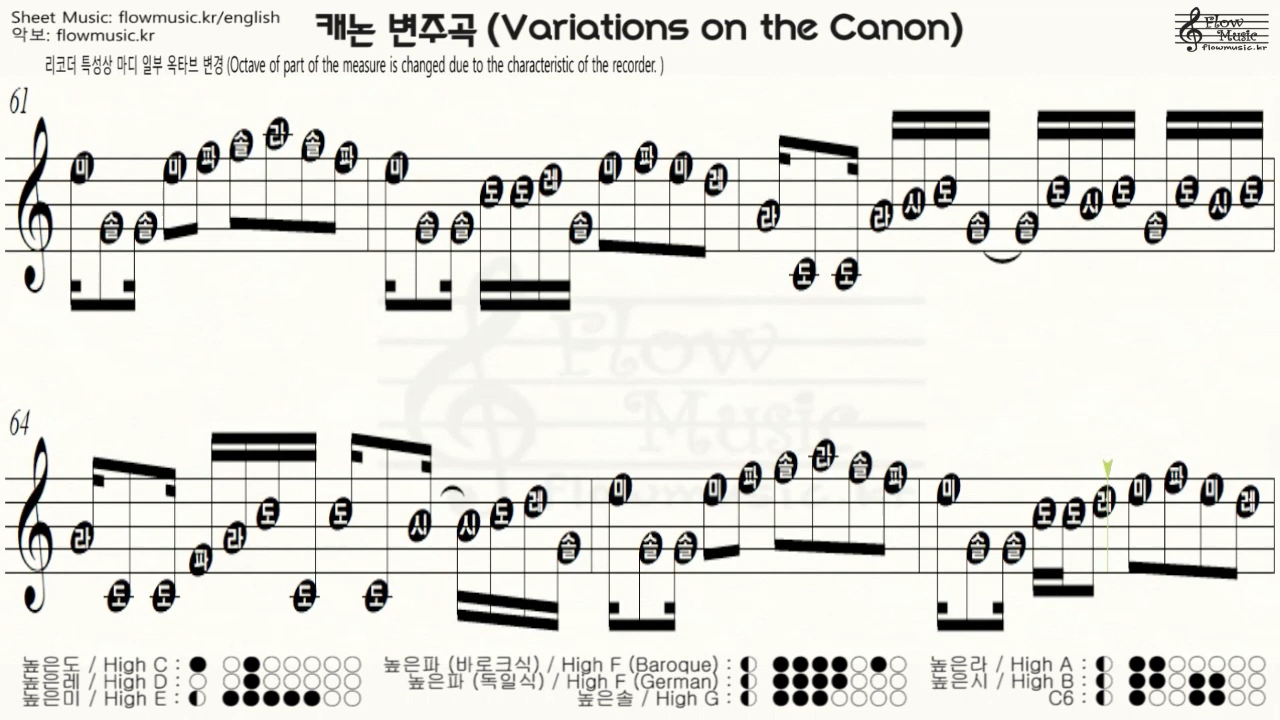 Sheet Music: flowmusic.kr/english
악보: flowmusic.kr
캐논 변주곡 (Variations on the Canon)
Flow
Music
flowmusic.kr
리코더 특성상 마디 일부 옥타브 변경 (Octave of part of the measure is changed due to the characteristic of the recorder. )
61
미 솔 솔 미 파 솔 라 솔 파 미 솔 솔 도 도 레 솔 미 파 미 레 라 도 도 라 시 도 솔 솔 도 시 도 솔 도 시 도
Flow
Music
flowmusic.kr
64
라 도 도 파 라 도 도 도 도 시 시 도 레 솔 미 솔 솔 미 파 솔 라 솔 파 미 솔 솔 도 도 레 미 파 미 레
높은도 / High C :
높은레 / High D :
높은미 / High E :
높은파 (바로크식) / High F (Baroque) :
높은파 (독일식) / High F (German) :
높은솔 / High G :
높은라 / High A :
높은시 / High B :
C6 :